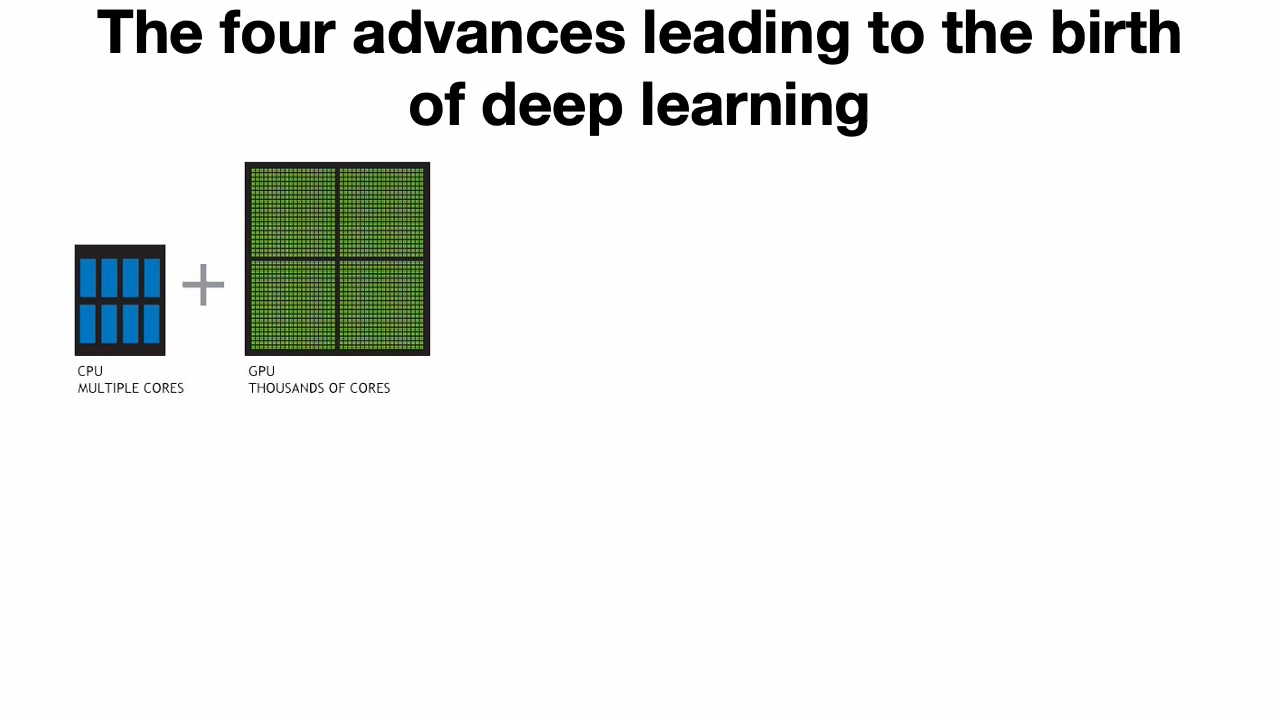 The four advances leading to the birth
of deep learning
CPU
MULTIPLE CORES
GPU
THOUSANDS OF CORES